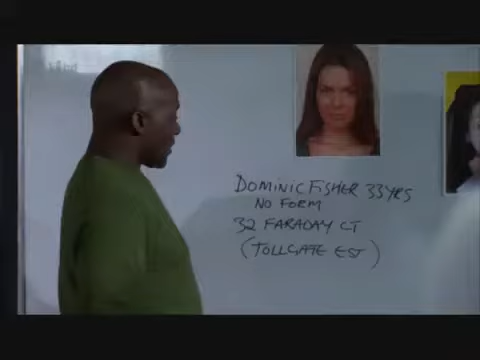 DOMINIC FISHER 33YRS
NO FORM
32 FARADAY CT
(TOLLGATE EST)